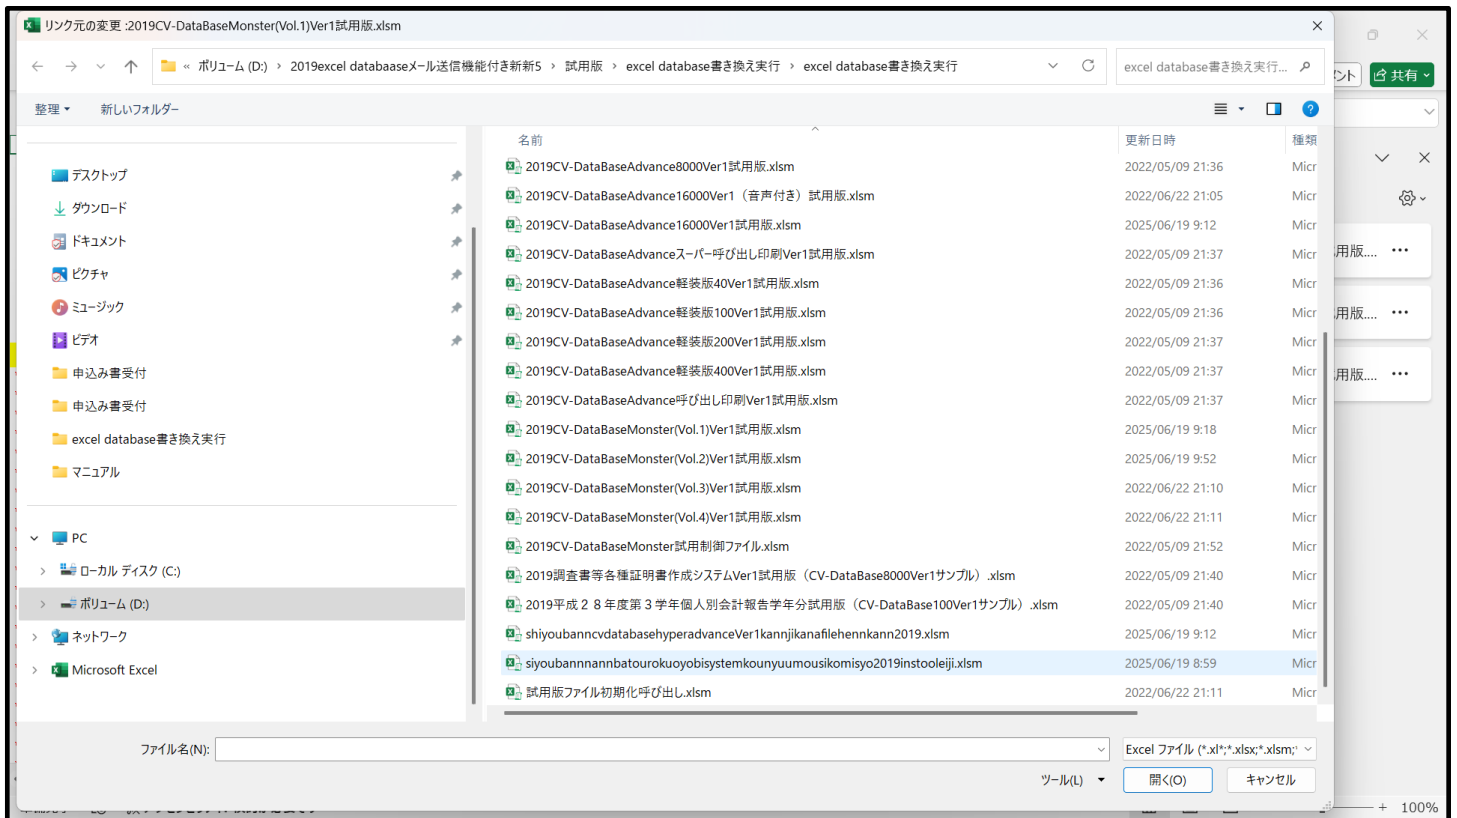 リンク元の変更 :2019CV-DataBaseMonster(Vol.1)Ver1試用版.xlsm
« ボリューム (D:) › 2019excel databaaseメール送信機能付き新新5 › 試用版 › excel database書き換え実行 › excel database書き換え実行
excel database書き換え実行...
ント 共有
整理 新しいフォルダー
名前 更新日時 種類
デスクトップ
ダウンロード
ドキュメント
ピクチャ
ミュージック
ビデオ
申込み書受付
申込み書受付
excel database書き換え実行
マニュアル
PC
ローカル ディスク (C:)
ボリューム (D:)
ネットワーク
Microsoft Excel
2019CV-DataBaseAdvance8000Ver1試用版.xlsm 2022/05/09 21:36 Micr
2019CV-DataBaseAdvance16000Ver1（音声付き）試用版.xlsm 2022/06/22 21:05 Micr
2019CV-DataBaseAdvance16000Ver1試用版.xlsm 2025/06/19 9:12 Micr
2019CV-DataBaseAdvanceスーパー呼び出し印刷Ver1試用版.xlsm 2022/05/09 21:37 Micr
2019CV-DataBaseAdvance軽装版40Ver1試用版.xlsm 2022/05/09 21:36 Micr
2019CV-DataBaseAdvance軽装版100Ver1試用版.xlsm 2022/05/09 21:36 Micr
2019CV-DataBaseAdvance軽装版200Ver1試用版.xlsm 2022/05/09 21:37 Micr
2019CV-DataBaseAdvance軽装版400Ver1試用版.xlsm 2022/05/09 21:37 Micr
2019CV-DataBaseAdvance呼び出し印刷Ver1試用版.xlsm 2022/05/09 21:37 Micr
2019CV-DataBaseMonster(Vol.1)Ver1試用版.xlsm 2025/06/19 9:18 Micr
2019CV-DataBaseMonster(Vol.2)Ver1試用版.xlsm 2025/06/19 9:52 Micr
2019CV-DataBaseMonster(Vol.3)Ver1試用版.xlsm 2022/06/22 21:10 Micr
2019CV-DataBaseMonster(Vol.4)Ver1試用版.xlsm 2022/06/22 21:11 Micr
2019CV-DataBaseMonster試用制御ファイル.xlsm 2022/05/09 21:52 Micr
2019調査書等各種証明書作成システムVer1試用版（CV-DataBase8000Ver1サンプル）.xlsm 2022/05/09 21:40 Micr
2019平成２８年度第３学年個人別会計報告学年分試用版（CV-DataBase100Ver1サンプル）.xlsm 2022/05/09 21:40 Micr
shiyoubanncvdatabasehyperadvanceVer1kannjikanafilehennkann2019.xlsm 2025/06/19 9:12 Micr
siyoubannnannbatourokuoyobisystemkounyuumousikomisyo2019instooleiji.xlsm 2025/06/19 8:59 Micr
試用版ファイル初期化呼び出し.xlsm 2022/06/22 21:11 Micr
用版.... •••
用版.... •••
用版.... •••
ファイル名(N): Excel ファイル (*.xl*;*.xlsx;*.xlsm;
ツール(L) 開く(O) キャンセル
100%